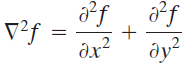 ∇²f = ∂²f/∂x² + ∂²f/∂y²